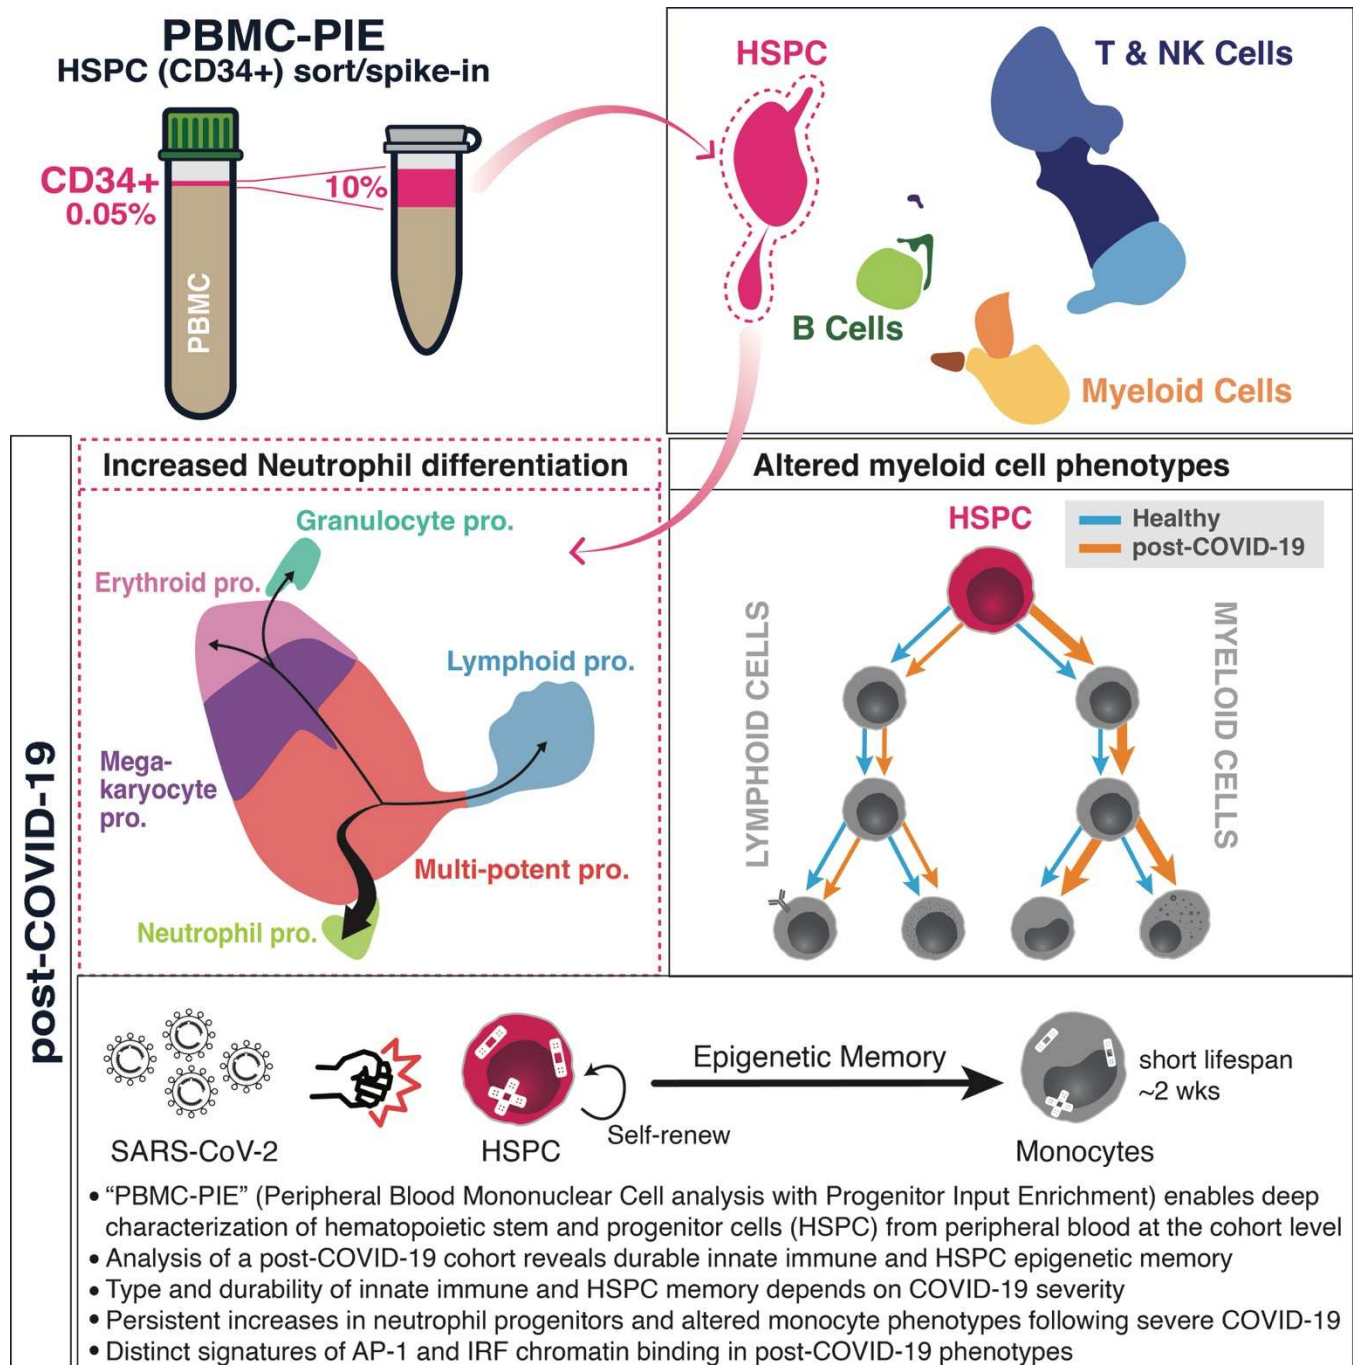 PBMC-PIE
HSPC (CD34+) sort/spike-in
CD34+
0.05%
10%
PBMC
HSPC
T & NK Cells
B Cells
Myeloid Cells
post-COVID-19
Increased Neutrophil differentiation
Granulocyte pro.
Erythroid pro.
Lymphoid pro.
Mega-
karyocyte
pro.
Multi-potent pro.
Neutrophil pro.
Altered myeloid cell phenotypes
HSPC
Healthy
post-COVID-19
LYMPHOID CELLS
MYELOID CELLS
SARS-CoV-2
HSPC
Self-renew
Epigenetic Memory
Monocytes
short lifespan
~2 wks
• “PBMC-PIE” (Peripheral Blood Mononuclear Cell analysis with Progenitor Input Enrichment) enables deep
characterization of hematopoietic stem and progenitor cells (HSPC) from peripheral blood at the cohort level
• Analysis of a post-COVID-19 cohort reveals durable innate immune and HSPC epigenetic memory
• Type and durability of innate immune and HSPC memory depends on COVID-19 severity
• Persistent increases in neutrophil progenitors and altered monocyte phenotypes following severe COVID-19
• Distinct signatures of AP-1 and IRF chromatin binding in post-COVID-19 phenotypes